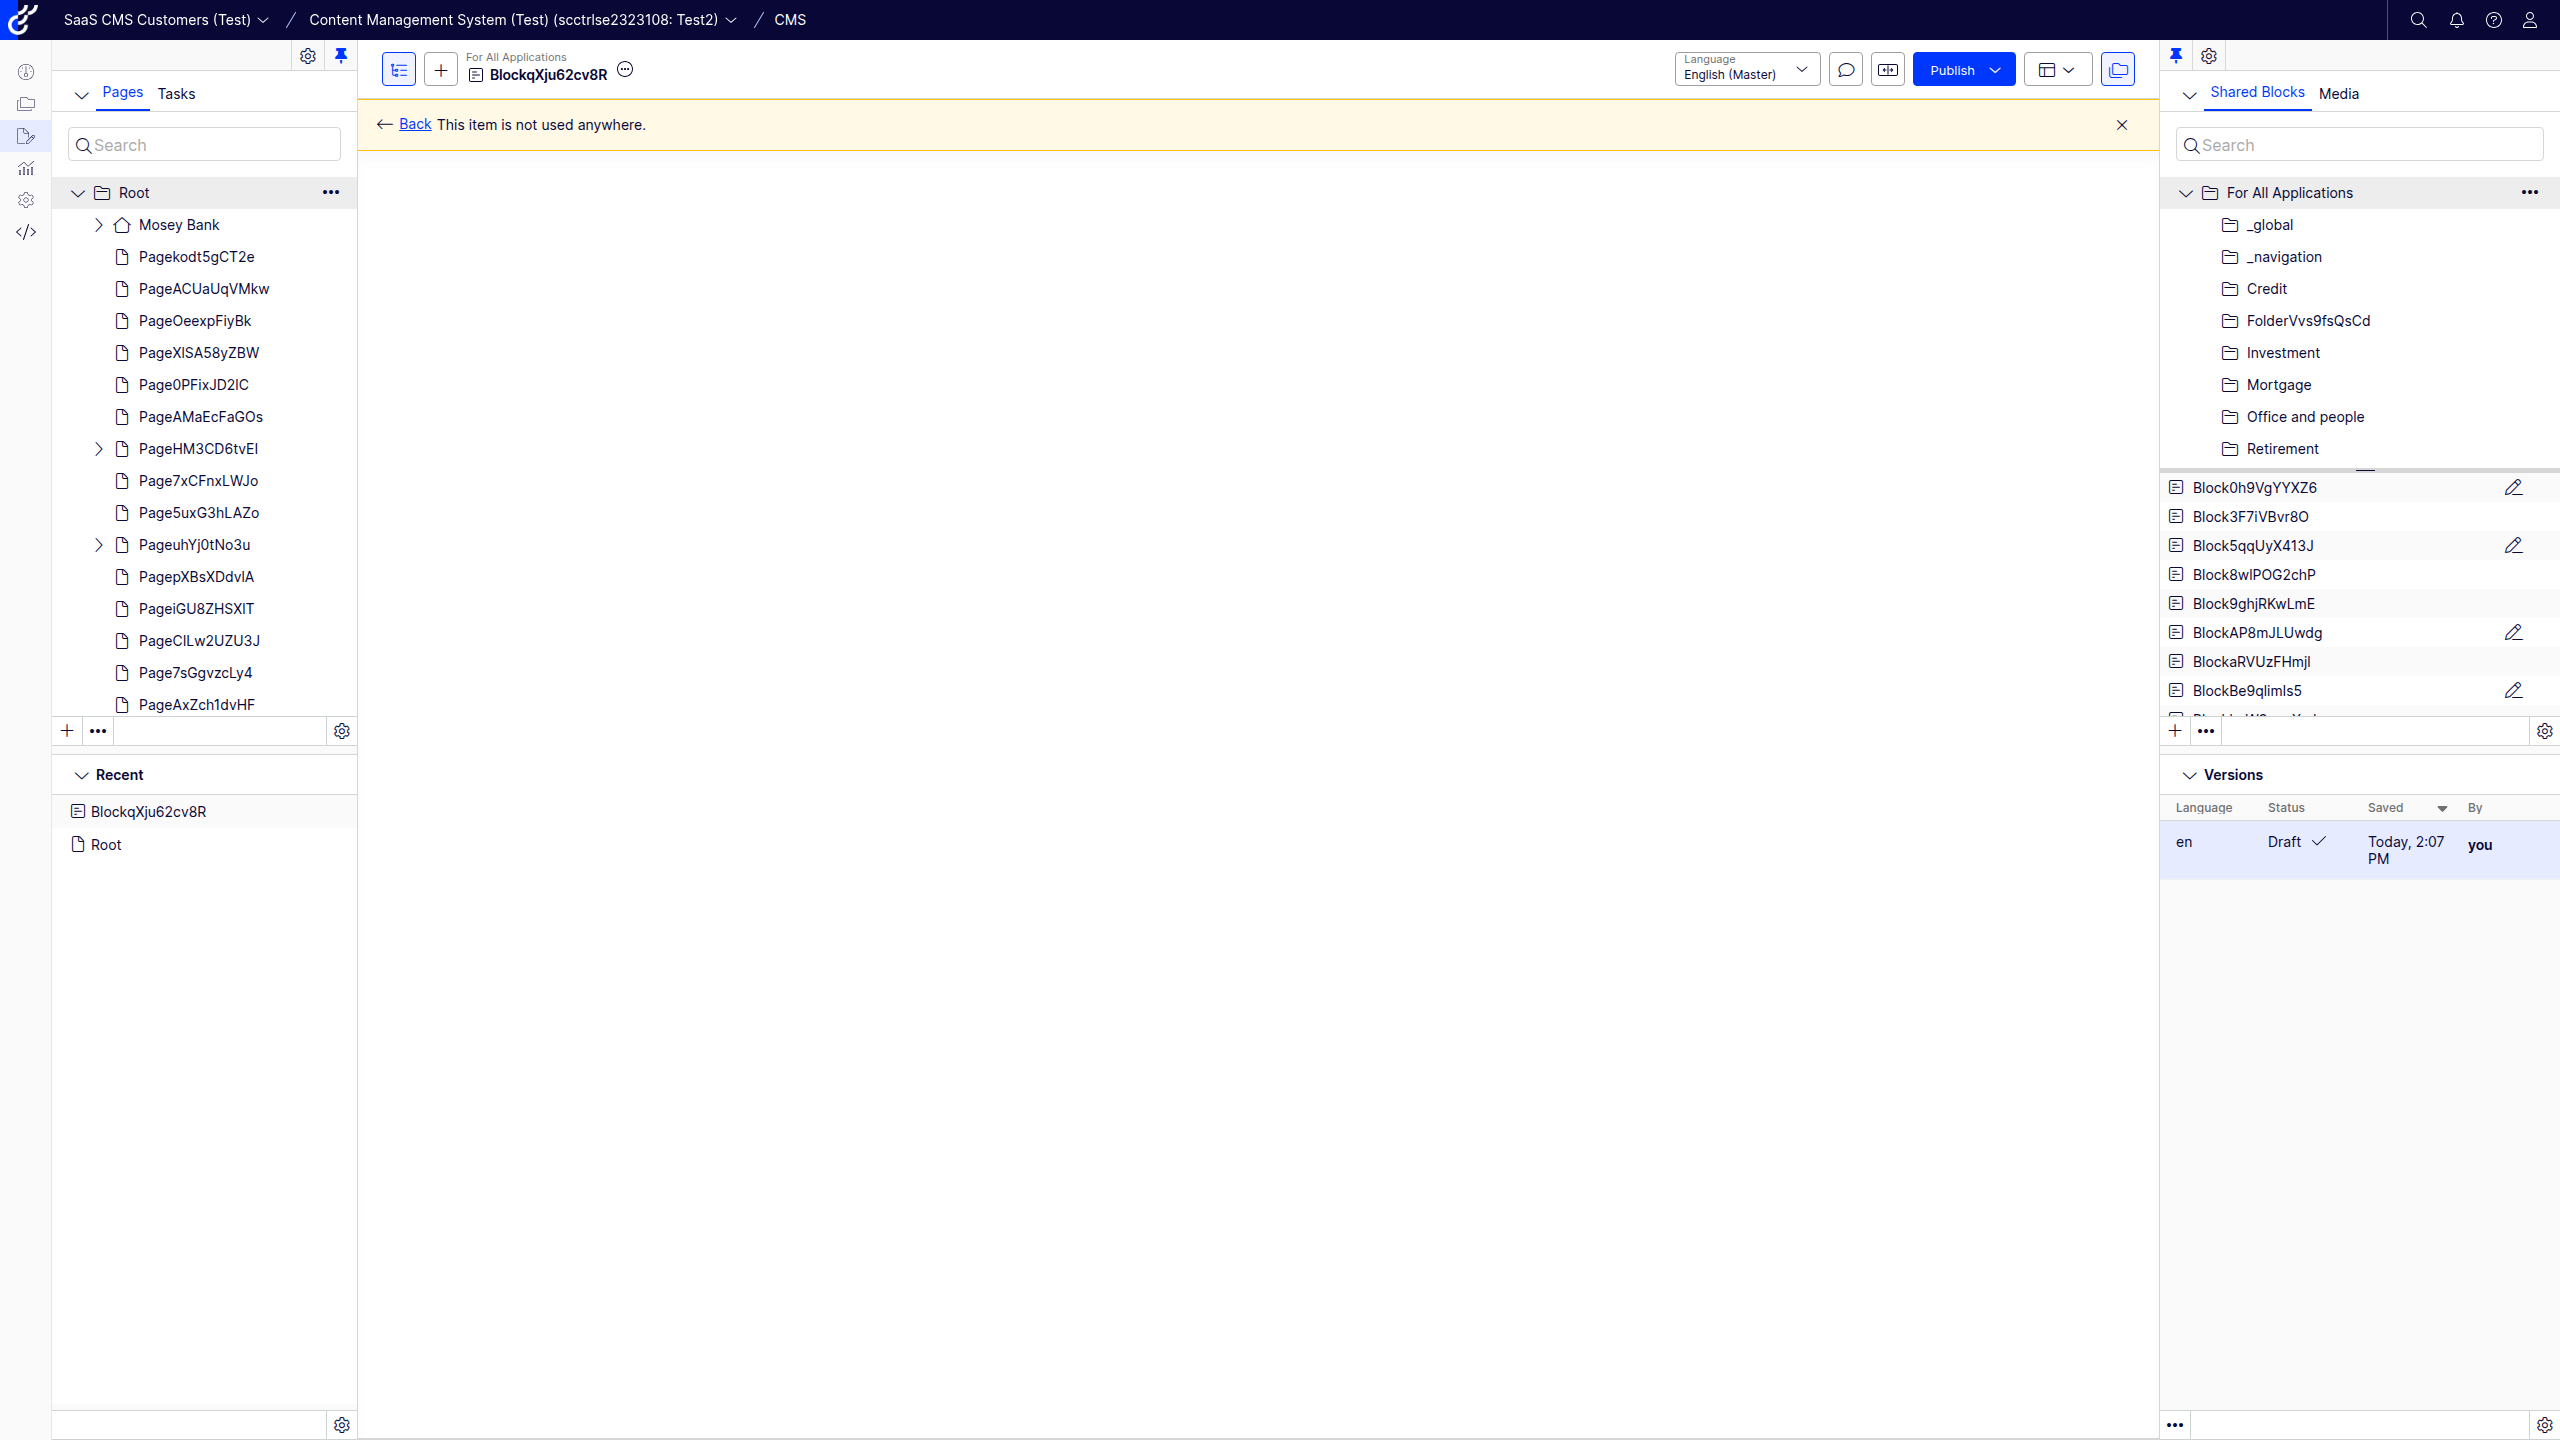 SaaS CMS Customers (Test) / Content Management System (Test) (scctrlse2323108: Test2) / CMS
Pages Tasks
Search
Root
Mosey Bank
Pagekodt5gCT2e
PageACUaUqVMkw
PageOeexpFiyBk
PageXlSA58yZBW
Page0PFixJD2lC
PageAMaEcFaGOs
PageHM3CD6tvEI
Page7xCFnxLWJo
Page5uxG3hLAZo
PageuhYj0tNo3u
PagepXBsXDdvlA
PageiGU8ZHSXlT
PageClLw2UZU3J
Page7sGgvzcLy4
PageAxZch1dvHF
Recent
BlockqXju62cv8R
Root
For All Applications
BlockqXju62cv8R
Language
English (Master)
Publish
Back This item is not used anywhere.
Shared Blocks Media
Search
For All Applications
_global
_navigation
Credit
FolderVvs9fsQsCd
Investment
Mortgage
Office and people
Retirement
Block0h9VgYYXZ6
Block3F7iVBvr8O
Block5qqUyX413J
Block8wlPOG2chP
Block9ghjRKwLmE
BlockAP8mJLUwdg
BlockaRVUzFHmjl
BlockBe9qlimIs5
Versions
Language Status Saved By
en Draft Today, 2:07 PM you